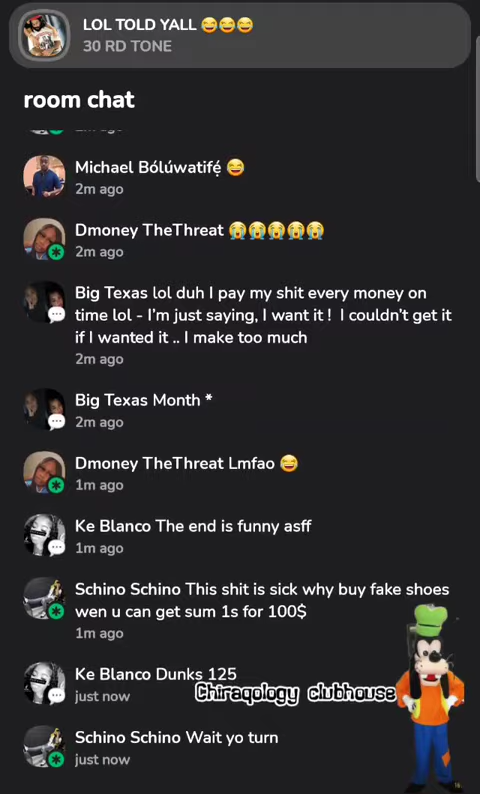 LOL TOLD YALL 😂😂😂
30 RD TONE
room chat
Michael Bólúwatifẹ́ 😅
2m ago
Dmoney TheThreat 😭😭😭😭😭
2m ago
Big Texas lol duh I pay my shit every money on
time lol - I'm just saying, I want it ! I couldn't get it
if I wanted it .. I make too much
2m ago
Big Texas Month *
2m ago
Dmoney TheThreat Lmfao 😂
1m ago
Ke Blanco The end is funny asff
1m ago
Schino Schino This shit is sick why buy fake shoes
wen u can get sum 1s for 100$
1m ago
Ke Blanco Dunks 125
just now
Chiraqology clubhouse
Schino Schino Wait yo turn
just now